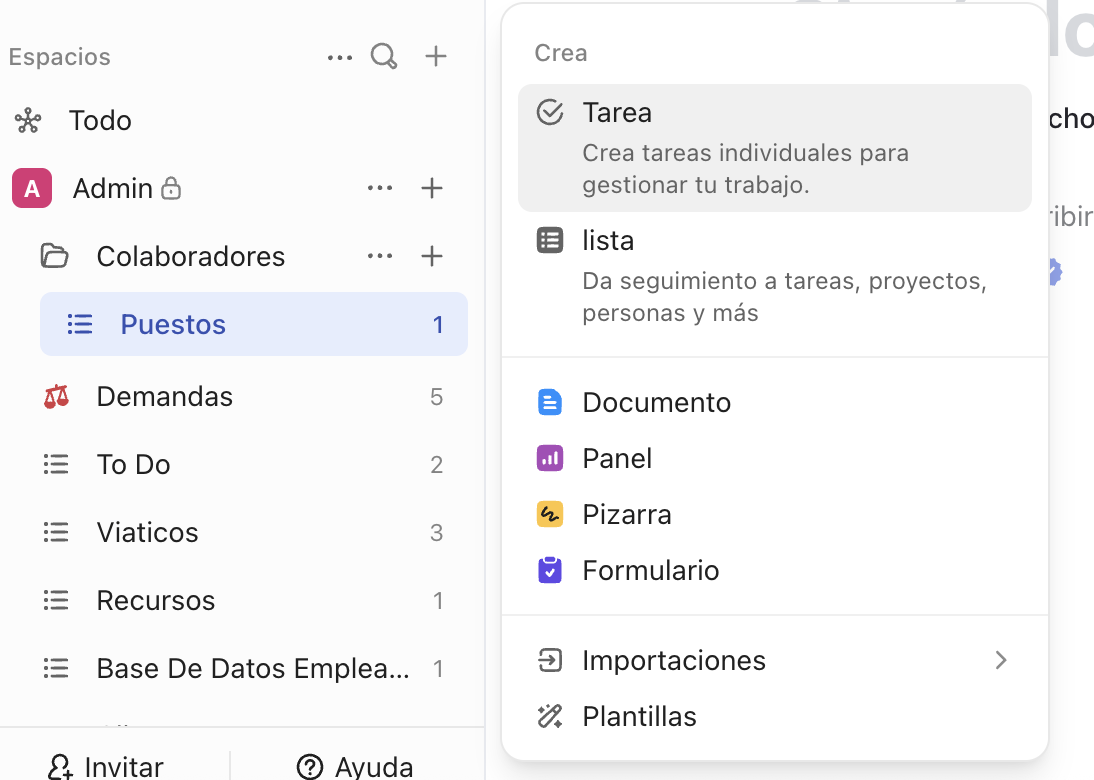 Espacios
Todo
A Admin
Colaboradores
Puestos 1
Demandas 5
To Do 2
Viaticos 3
Recursos 1
Base De Datos Emplea... 1
Invitar
Ayuda
Crea
Tarea
Crea tareas individuales para
gestionar tu trabajo.
lista
Da seguimiento a tareas, proyectos,
personas y más
Documento
Panel
Pizarra
Formulario
Importaciones
Plantillas
cho
ribir